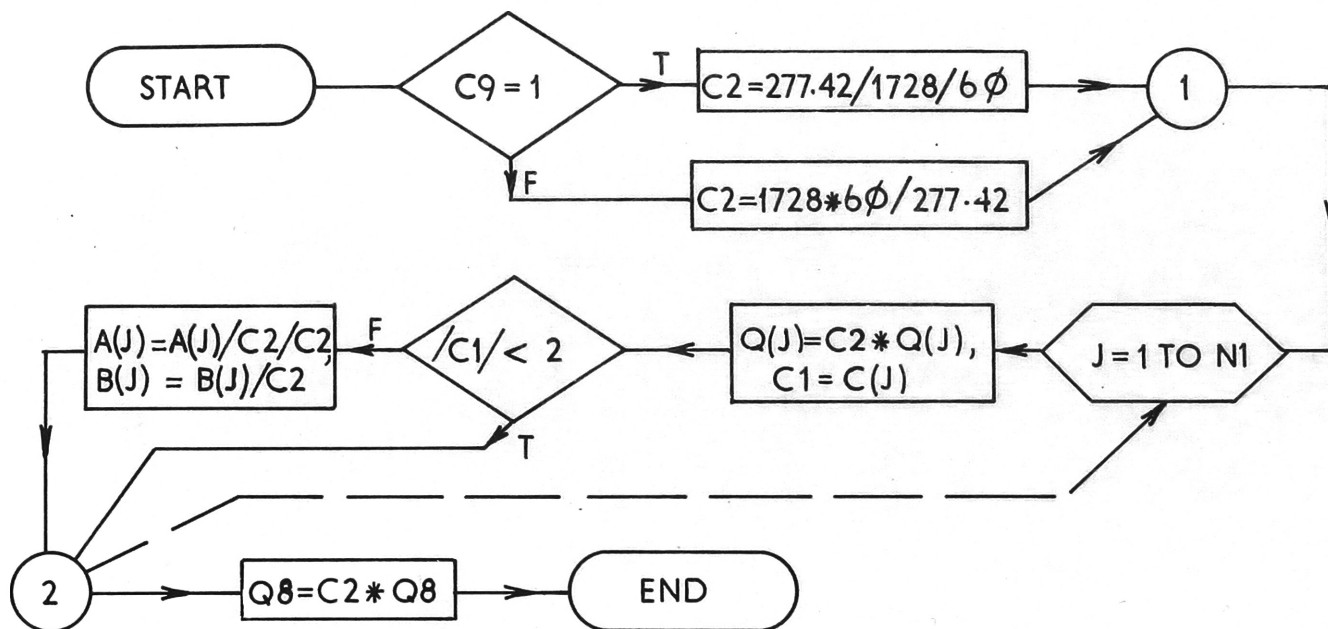 START
C9 = 1
T
C2=277.42/1728/6Ø
1
F
C2=1728*6Ø/277.42
A(J)=A(J)/C2/C2,
B(J) = B(J)/C2
F
/C1/< 2
T
Q(J)=C2*Q(J),
C1= C(J)
J=1 TO N1
2
Q8=C2*Q8
END